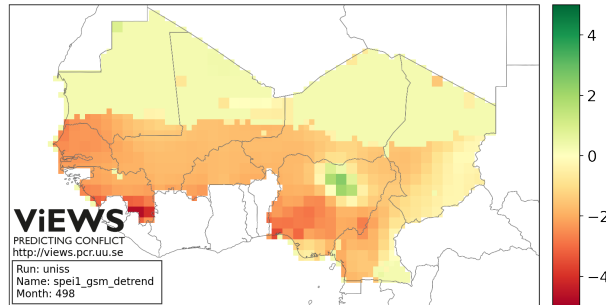 ViEWS
PREDICTING CONFLICT
http://views.pcr.uu.se
Run: uniss
Name: spei1_gsm_detrend
Month: 498
4
2
0
−2
−4